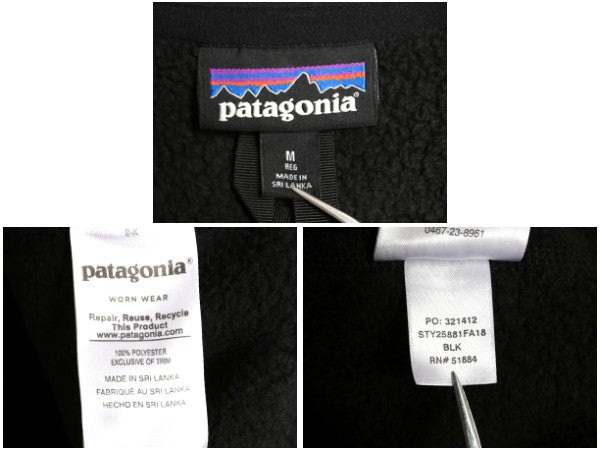 patagonia®
M
REG
MADE IN
SRI LANKA
patagonia®
WORN WEAR
Repair, Reuse, Recycle
This Product
www.patagonia.com
100% POLYESTER
EXCLUSIVE OF TRIM
MADE IN SRI LANKA
FABRIQUÉ AU SRI LANKA
HECHO EN SRI LANKA
0467-23-8961
PO: 321412
STY25881FA18
BLK
RN# 51884